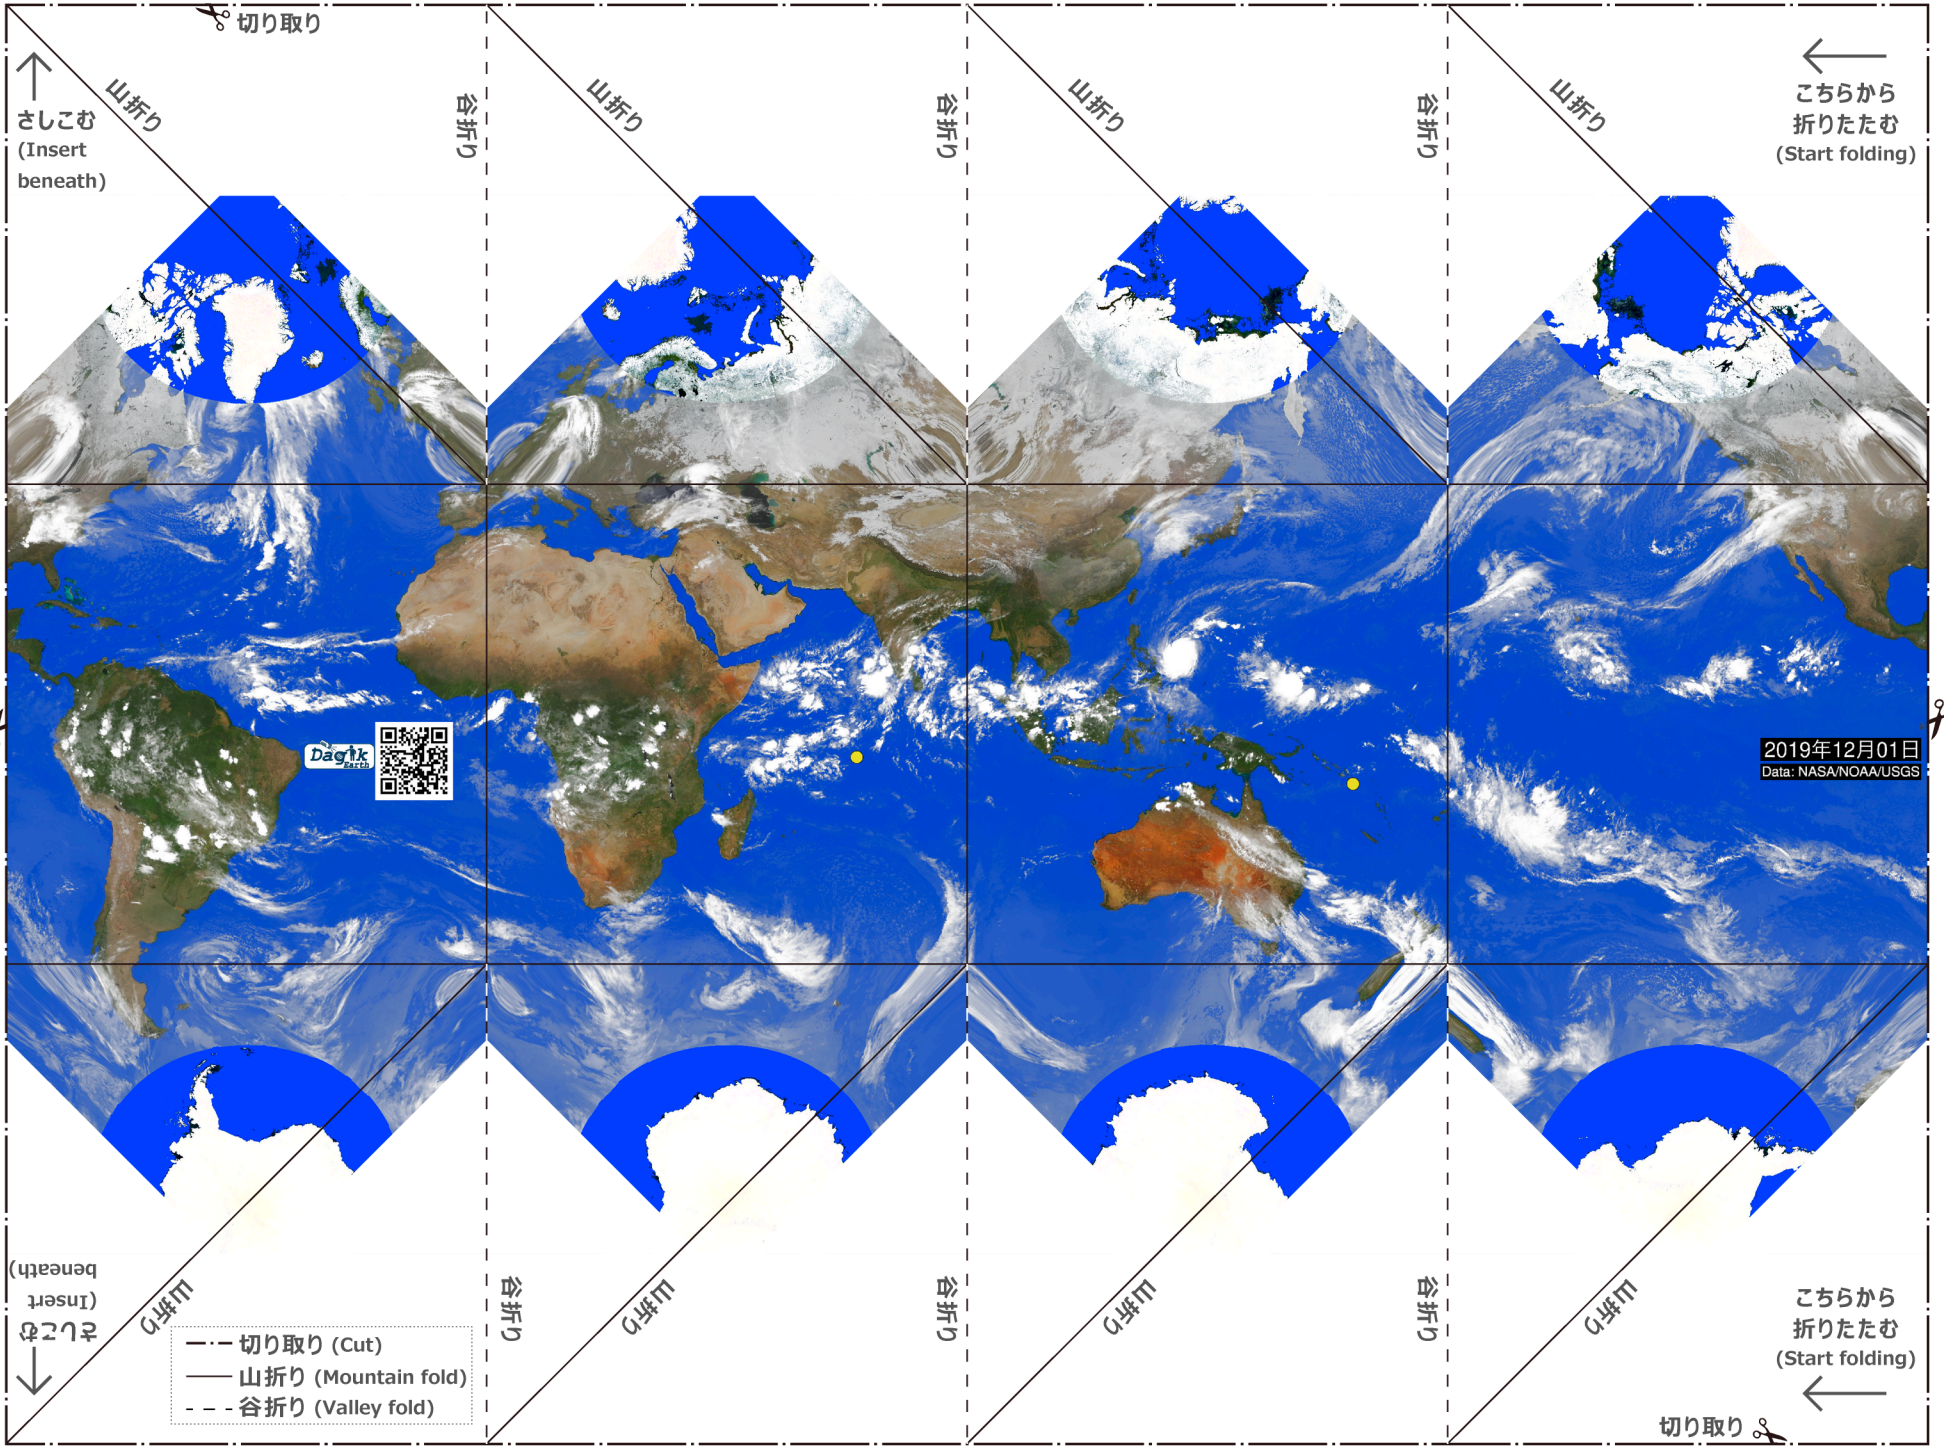 切り取り
山折り
谷折り
山折り
谷折り
山折り
谷折り
山折り
こちらから
折りたたむ
(Start folding)
さしこむ
(Insert
beneath)
Dagik
Earth
2019年12月01日
Data: NASA/NOAA/USGS
さしこむ
(Insert
beneath)
山折り
谷折り
山折り
谷折り
山折り
谷折り
山折り
こちらから
折りたたむ
(Start folding)
切り取り (Cut)
山折り (Mountain fold)
谷折り (Valley fold)
切り取り